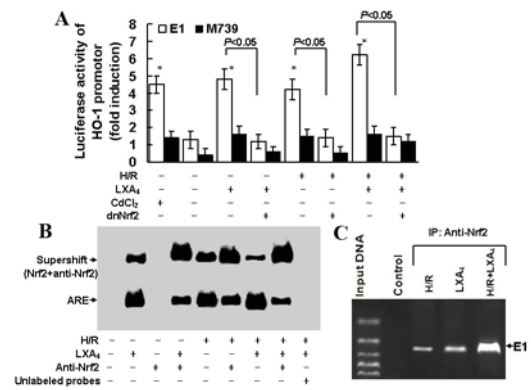 A
□ E1 ■ M739
Luciferase activity of
HO-1 promotor
(fold induction)
8
7
6
5
4
3
2
1
0
P<0.05
P<0.05
P<0.05
* * * *
H/R − − − − + + + +
LXA₄ − − + + − − + +
CdCl₂ + − − − − − − −
dnNrf2 − − − + − + − +
B
Supershift
(Nrf2+anti-Nrf2)
ARE
H/R − − − − + + + + +
LXA₄ − + − + − − + + +
Anti-Nrf2 − − + + − + − + −
Unlabeled probes − − − − − − − − +
C
IP: Anti-Nrf2
Input DNA
Control
H/R
LXA₄
H/R+LXA₄
E1